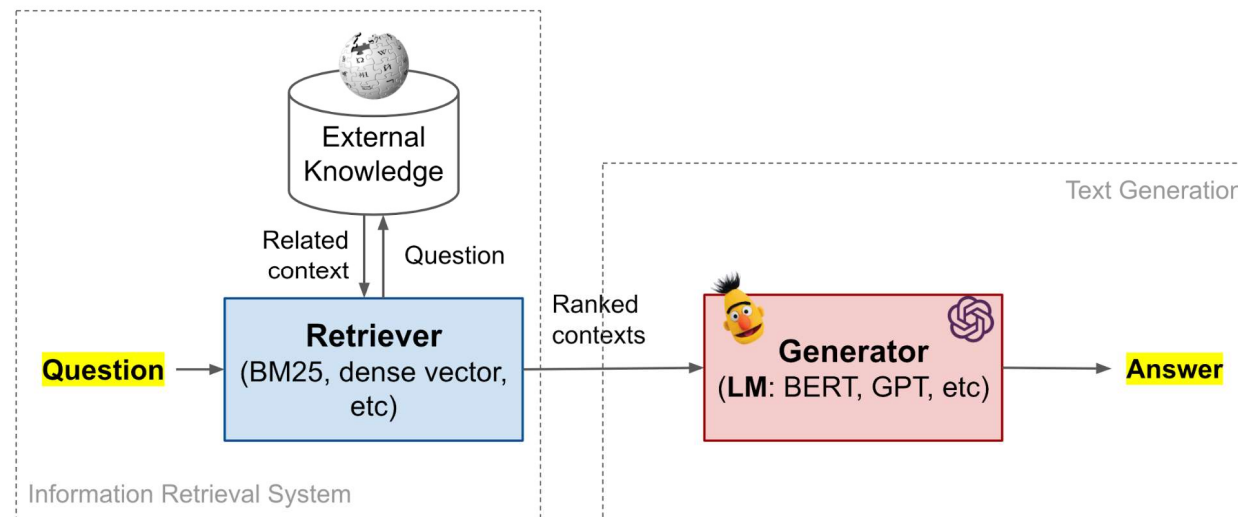 External
Knowledge
Text Generation
Related
context
Question
Ranked
contexts
Retriever
(BM25, dense vector,
etc)
Question
Generator
(LM: BERT, GPT, etc)
Answer
Information Retrieval System